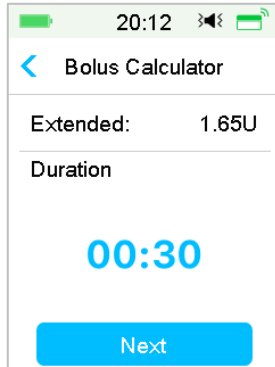 20:12
Bolus Calculator
Extended: 1.65U
Duration
00:30
Next